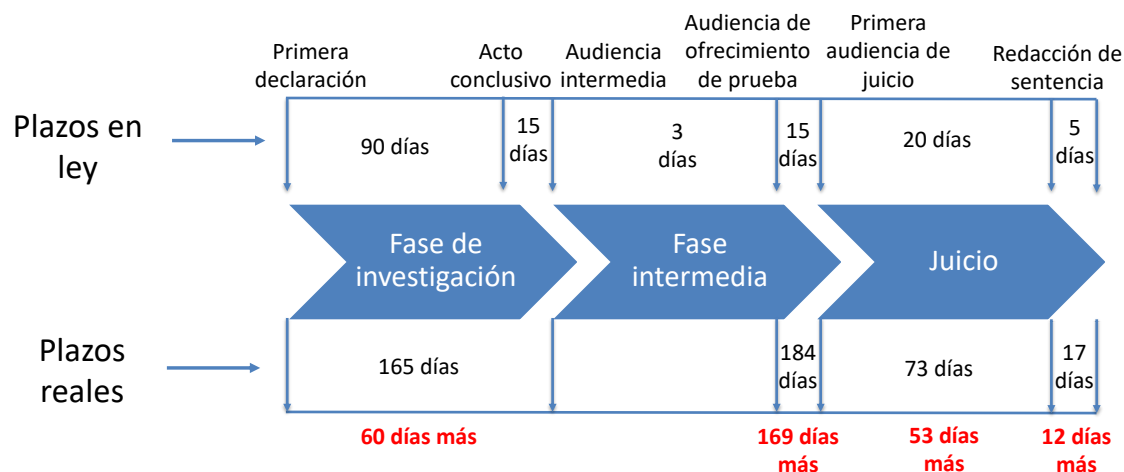 Primera
declaración
Acto
conclusivo
Audiencia
intermedia
Audiencia de
ofrecimiento
de prueba
Primera
audiencia de
juicio
Redacción de
sentencia
Plazos en
ley
90 días
15
días
3
días
15
días
20 días
5
días
Fase de
investigación
Fase
intermedia
Juicio
Plazos
reales
165 días
184
días
73 días
17
días
60 días más
169 días
más
53 días
más
12 días
más